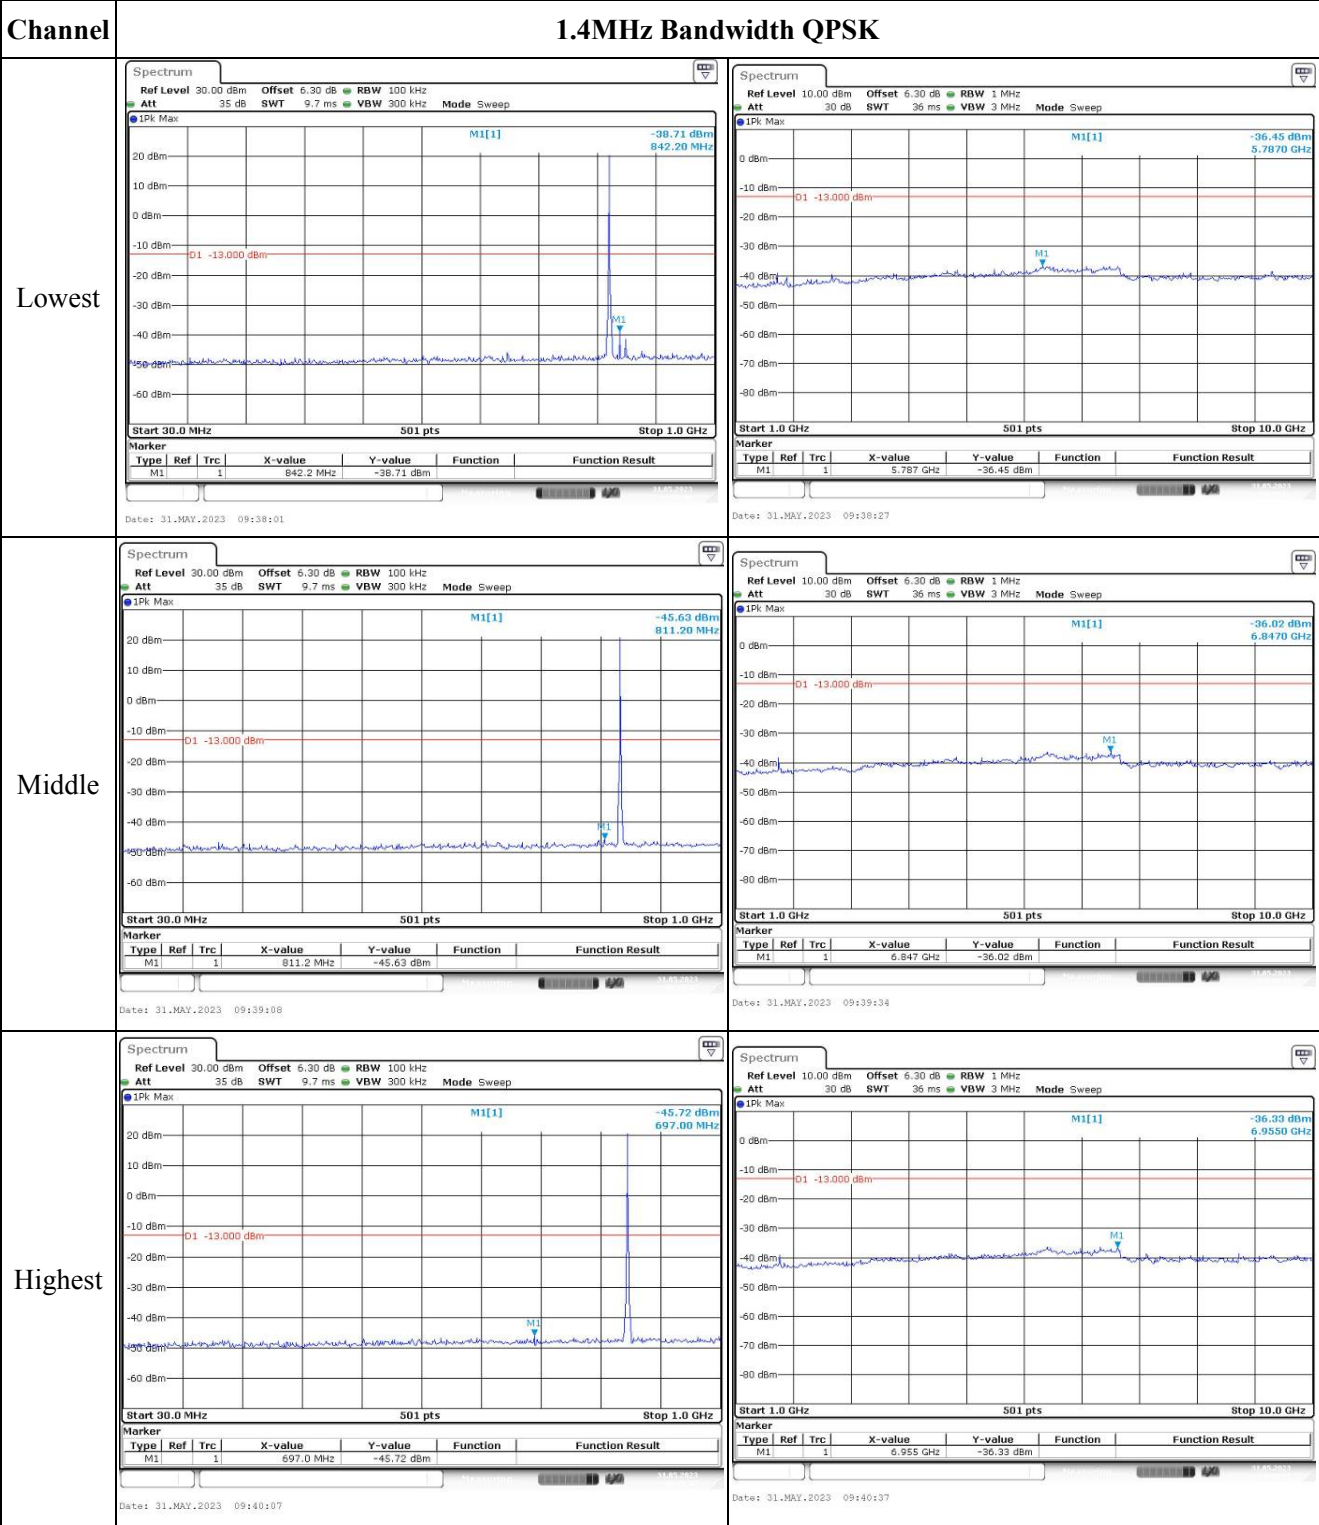 Channel 1.4MHz Bandwidth QPSK
Lowest
Spectrum
Ref Level 30.00 dBm Offset 6.30 dB RBW 100 kHz
Att 35 dB SWT 9.7 ms VBW 300 kHz Mode Sweep
1Pk Max
M1[1] -38.71 dBm
842.20 MHz
20 dBm
10 dBm
0 dBm
-10 dBm
D1 -13.000 dBm
-20 dBm
-30 dBm
M1
-40 dBm
-50 dBm
-60 dBm
Start 30.0 MHz 501 pts Stop 1.0 GHz
Marker
Type Ref Trc X-value Y-value Function Function Result
M1 1 842.2 MHz -38.71 dBm
31.05.2023
Date: 31.MAY.2023 09:38:01
Spectrum
Ref Level 10.00 dBm Offset 6.30 dB RBW 1 MHz
Att 30 dB SWT 36 ms VBW 3 MHz Mode Sweep
1Pk Max
M1[1] -36.45 dBm
5.7870 GHz
0 dBm
-10 dBm
D1 -13.000 dBm
-20 dBm
-30 dBm
M1
-40 dBm
-50 dBm
-60 dBm
-70 dBm
-80 dBm
Start 1.0 GHz 501 pts Stop 10.0 GHz
Marker
Type Ref Trc X-value Y-value Function Function Result
M1 1 5.787 GHz -36.45 dBm
31.05.2023
Date: 31.MAY.2023 09:38:27
Middle
Spectrum
Ref Level 30.00 dBm Offset 6.30 dB RBW 100 kHz
Att 35 dB SWT 9.7 ms VBW 300 kHz Mode Sweep
1Pk Max
M1[1] -45.63 dBm
811.20 MHz
20 dBm
10 dBm
0 dBm
-10 dBm
D1 -13.000 dBm
-20 dBm
-30 dBm
-40 dBm
M1
-50 dBm
-60 dBm
Start 30.0 MHz 501 pts Stop 1.0 GHz
Marker
Type Ref Trc X-value Y-value Function Function Result
M1 1 811.2 MHz -45.63 dBm
31.05.2023
Date: 31.MAY.2023 09:39:08
Spectrum
Ref Level 10.00 dBm Offset 6.30 dB RBW 1 MHz
Att 30 dB SWT 36 ms VBW 3 MHz Mode Sweep
1Pk Max
M1[1] -36.02 dBm
6.8470 GHz
0 dBm
-10 dBm
D1 -13.000 dBm
-20 dBm
-30 dBm
M1
-40 dBm
-50 dBm
-60 dBm
-70 dBm
-80 dBm
Start 1.0 GHz 501 pts Stop 10.0 GHz
Marker
Type Ref Trc X-value Y-value Function Function Result
M1 1 6.847 GHz -36.02 dBm
31.05.2023
Date: 31.MAY.2023 09:39:34
Highest
Spectrum
Ref Level 30.00 dBm Offset 6.30 dB RBW 100 kHz
Att 35 dB SWT 9.7 ms VBW 300 kHz Mode Sweep
1Pk Max
M1[1] -45.72 dBm
697.00 MHz
20 dBm
10 dBm
0 dBm
-10 dBm
D1 -13.000 dBm
-20 dBm
-30 dBm
-40 dBm
M1
-50 dBm
-60 dBm
Start 30.0 MHz 501 pts Stop 1.0 GHz
Marker
Type Ref Trc X-value Y-value Function Function Result
M1 1 697.0 MHz -45.72 dBm
31.05.2023
Date: 31.MAY.2023 09:40:07
Spectrum
Ref Level 10.00 dBm Offset 6.30 dB RBW 1 MHz
Att 30 dB SWT 36 ms VBW 3 MHz Mode Sweep
1Pk Max
M1[1] -36.33 dBm
6.9550 GHz
0 dBm
-10 dBm
D1 -13.000 dBm
-20 dBm
-30 dBm
M1
-40 dBm
-50 dBm
-60 dBm
-70 dBm
-80 dBm
Start 1.0 GHz 501 pts Stop 10.0 GHz
Marker
Type Ref Trc X-value Y-value Function Function Result
M1 1 6.955 GHz -36.33 dBm
31.05.2023
Date: 31.MAY.2023 09:40:37